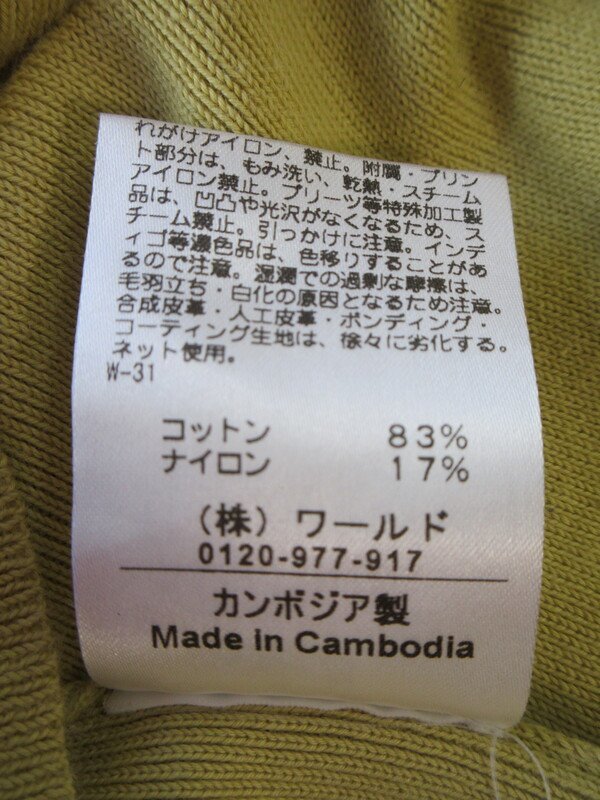 れがけアイロン、禁止。附属・プリン
ト部分は、もみ洗い、乾熱・スチーム
アイロン禁止。プリーツ等特殊加工製
品は、凹凸や光沢がなくなるため、ス
チーム禁止。引っかけに注意。インデ
ィゴ等濃色品は、色移りすることがあ
るので注意。湿潤での過剰な摩擦は、
毛羽立ち・白化の原因となるため注意。
合成皮革・人工皮革・ボンディング・
コーティング生地は、徐々に劣化する。
ネット使用。
W-31
コットン 83%
ナイロン 17%
(株) ワールド
0120-977-917
カンボジア製
Made in Cambodia